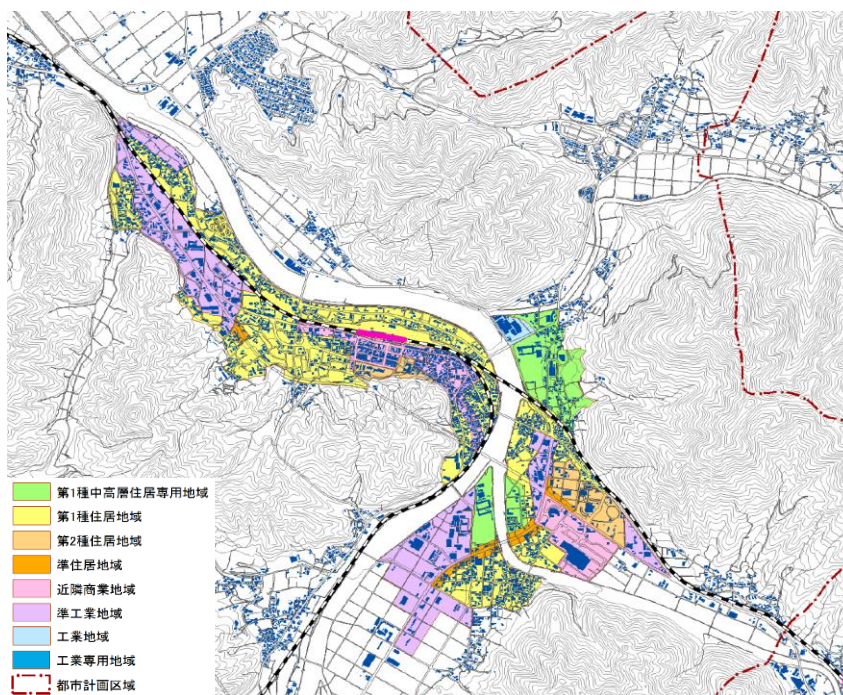 第1種中高層住居専用地域
第1種住居地域
第2種住居地域
準住居地域
近隣商業地域
準工業地域
工業地域
工業専用地域
都市計画区域